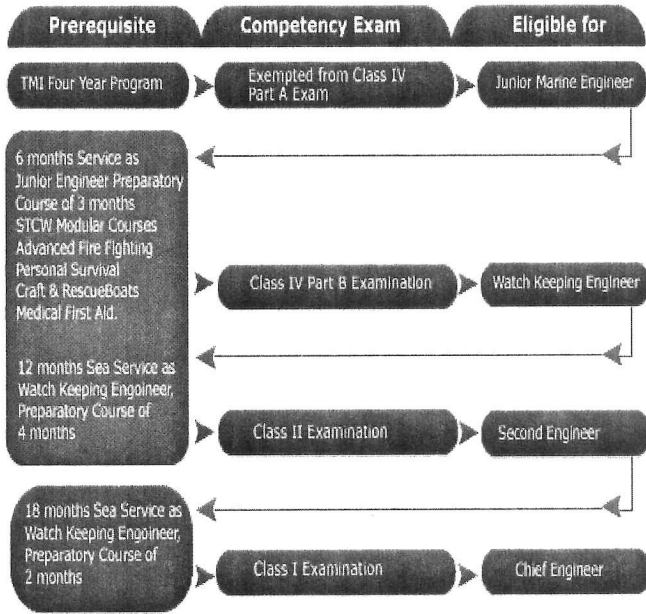 Prerequisite
Competency Exam
Eligible for
TMI Four Year Program
Exempted from Class IV
Part A Exam
Junior Marine Engineer
6 months Service as
Junior Engineer Preparatory
Course of 3 months
STCW Modular Courses
Advanced Fire Fighting
Personal Survival
Craft & RescueBoats
Medical First Aid.
Class IV Part B Examination
Watch Keeping Engineer
12 months Sea Service as
Watch Keeping Engoineer,
Preparatory Course of
4 months
Class II Examination
Second Engineer
18 months Sea Service as
Watch Keeping Engoineer,
Preparatory Course of
2 months
Class I Examination
Chief Engineer